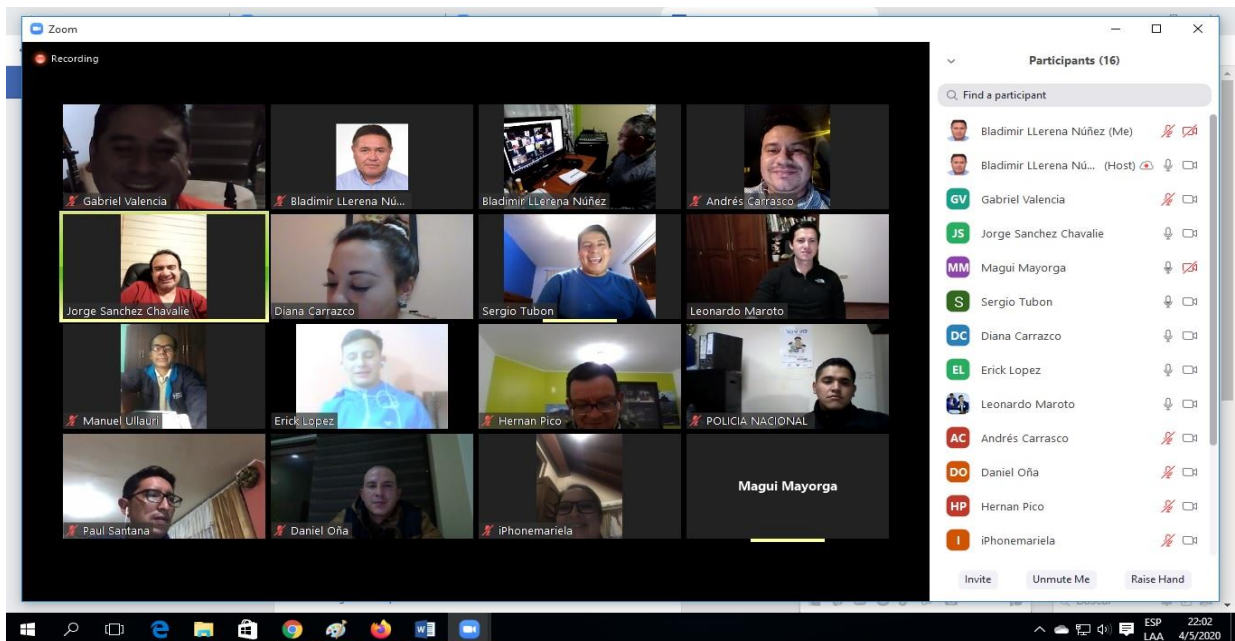 Zoom
Recording
Gabriel Valencia
Bladimir LLerena Nú...
Bladimir LLerena Núñez
Andrés Carrasco
Jorge Sanchez Chavalie
Diana Carrazco
Sergio Tubon
Leonardo Maroto
Manuel Ullauri
Erick Lopez
Hernan Pico
POLICIA NACIONAL
Paul Santana
Daniel Oña
iPhonemariela
Magui Mayorga
Participants (16)
Find a participant
Bladimir LLerena Núñez (Me)
Bladimir LLerena Nú... (Host)
GV Gabriel Valencia
JS Jorge Sanchez Chavalie
MM Magui Mayorga
S Sergio Tubon
DC Diana Carrazco
EL Erick Lopez
Leonardo Maroto
AC Andrés Carrasco
DO Daniel Oña
HP Hernan Pico
I iPhonemariela
Invite Unmute Me Raise Hand
ESP 22:02
LAA 4/5/2020